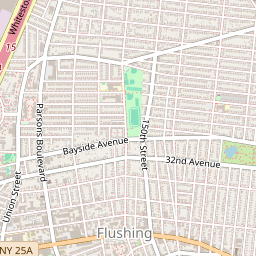 Whitesto
15
Parsons Boulevard
150th Street
Bayside Avenue
32nd Avenue
Union Street
Flushing
NY 25A